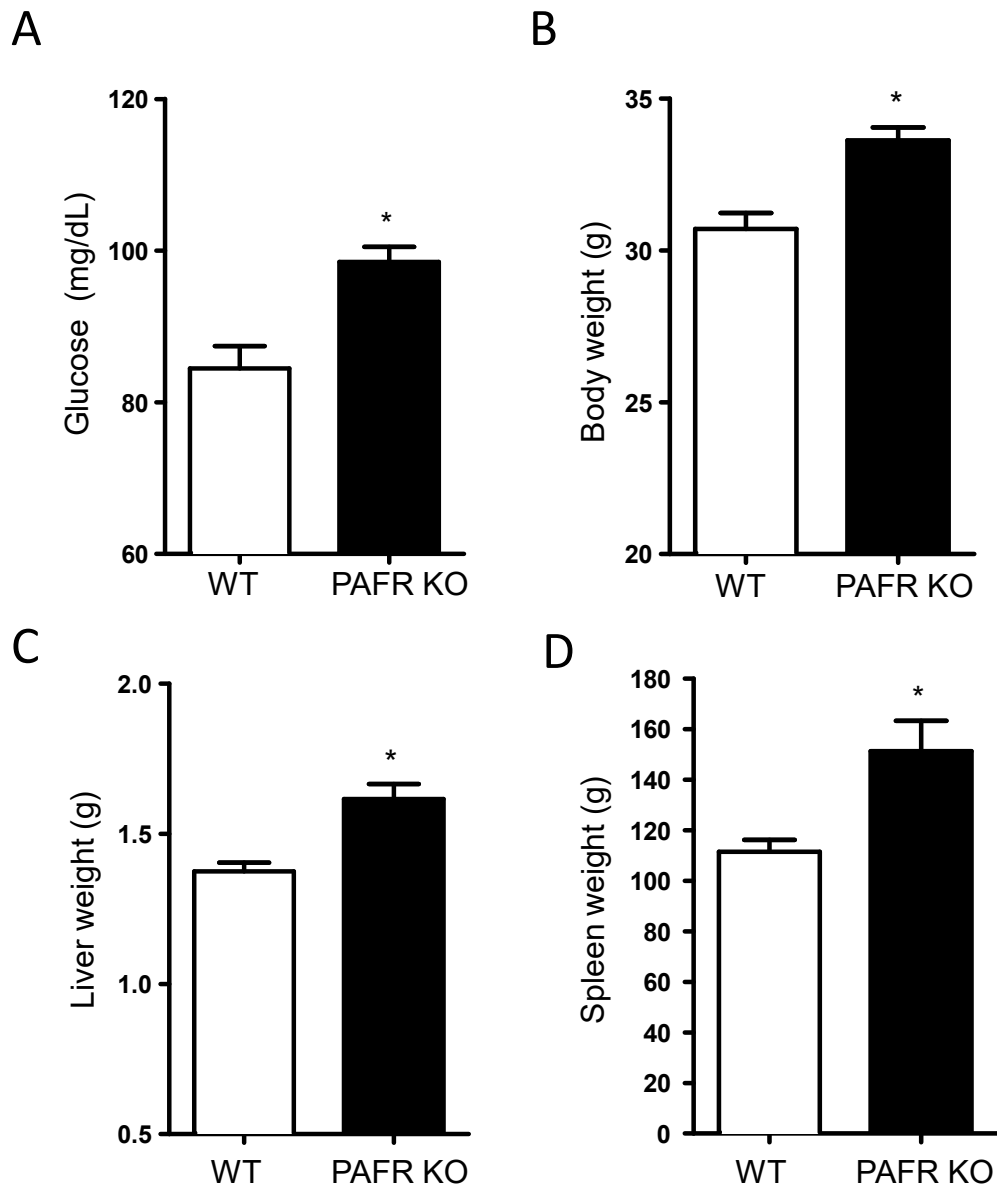 A
Glucose (mg/dL)
120
100
80
60
*
WT
PAFR KO
B
Body weight (g)
35
30
25
20
*
WT
PAFR KO
C
Liver weight (g)
2.0
1.5
1.0
0.5
*
WT
PAFR KO
D
Spleen weight (g)
180
160
140
120
100
80
60
40
20
0
*
WT
PAFR KO